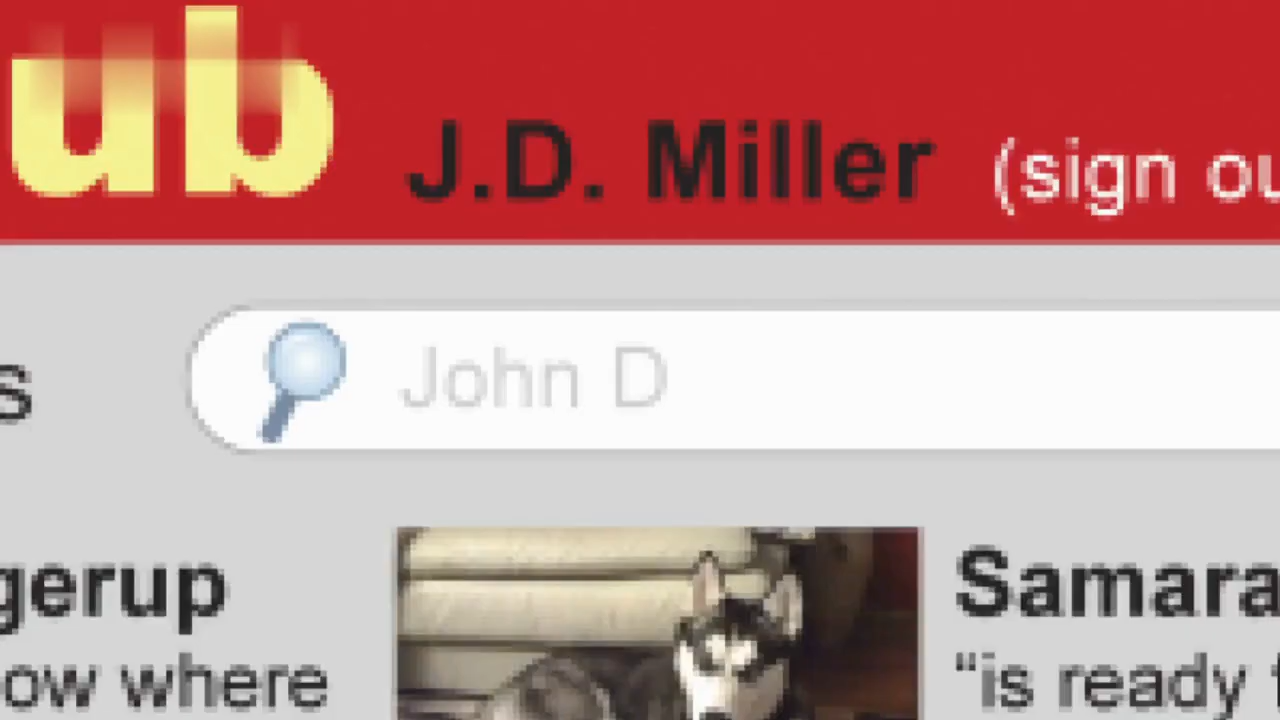 ub J.D. Miller (sign ou
s John D
gerup Samara
ow where “is ready